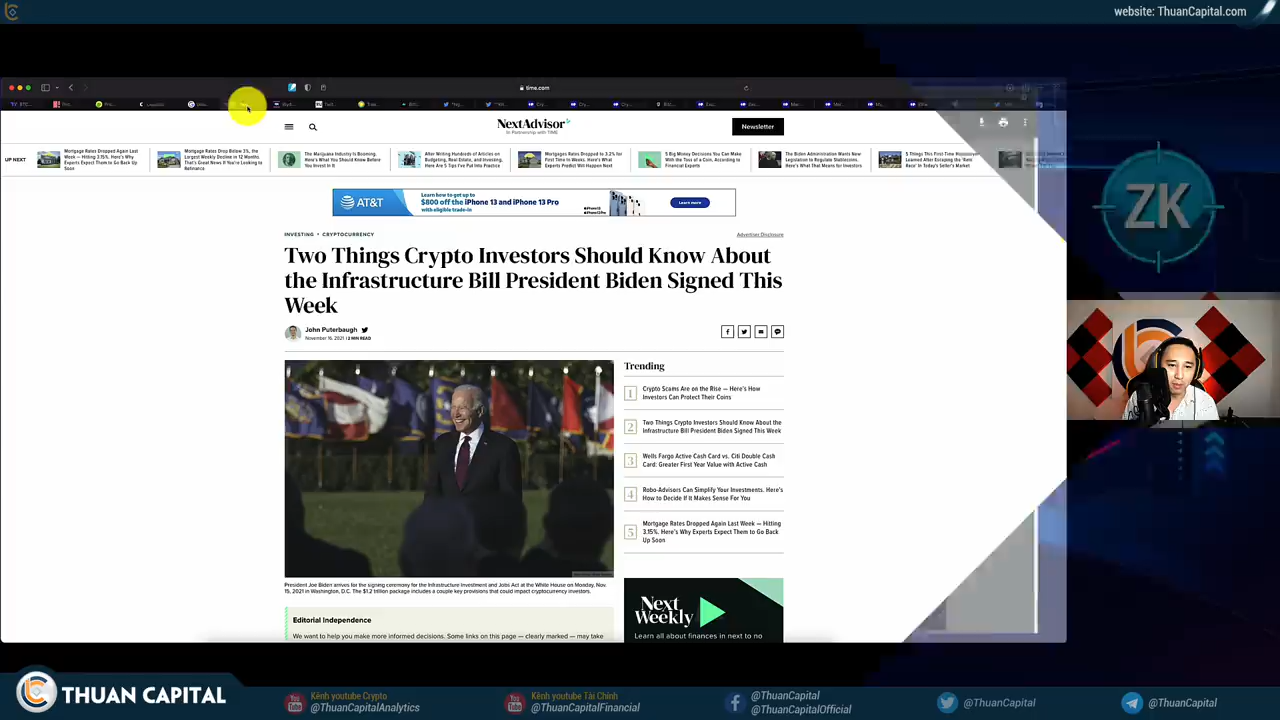 website: ThuanCapital.com
time.com
NextAdvisor
In Partnership with TIME
Newsletter
UP NEXT
Mortgage Rates Dropped Again Last
Week — Hitting 3.15%. Here's Why
Experts Expect Them to Go Back Up
Soon
Mortgage Rates Drop Below 3%, the
Largest Weekly Decline in 12 Months.
That's Great News If You're Looking to
Refinance
The Marijuana Industry Is Booming.
Here's What You Should Know Before
You Invest In It
After Writing Hundreds of Articles on
Budgeting, Real Estate, and Investing,
Here Are 5 Tips I've Put Into Practice
Mortgages Rates Dropped to 3.2% for
First Time In Weeks. Here's What
Experts Predict Will Happen Next
5 Big Money Decisions You Can Make
With the Toss of a Coin, According to
Financial Experts
The Biden Administration Wants New
Legislation to Regulate Stablecoins.
Here's What That Means for Investors
5 Things This First Time
Learned After Escaping the 'Rent
Race' In Today's Seller's Market
AT&T
Learn how to get up to
$800 off the iPhone 13 and iPhone 13 Pro
with eligible trade-in
Learn more
INVESTING • CRYPTOCURRENCY
Advertiser Disclosure
Two Things Crypto Investors Should Know About
the Infrastructure Bill President Biden Signed This
Week
John Puterbaugh
November 16, 2021 | 2 MIN READ
President Joe Biden arrives for the signing ceremony for the Infrastructure Investment and Jobs Act at the White House on Monday, Nov.
15, 2021 in Washington, D.C. The $1.2 trillion package includes a couple key provisions that could impact cryptocurrency investors.
Editorial Independence
We want to help you make more informed decisions. Some links on this page — clearly marked — may take
Trending
1
Crypto Scams Are on the Rise — Here's How
Investors Can Protect Their Coins
2
Two Things Crypto Investors Should Know About the
Infrastructure Bill President Biden Signed This Week
3
Wells Fargo Active Cash Card vs. Citi Double Cash
Card: Greater First Year Value with Active Cash
4
Robo-Advisors Can Simplify Your Investments. Here's
How to Decide If It Makes Sense For You
5
Mortgage Rates Dropped Again Last Week — Hitting
3.15%. Here's Why Experts Expect Them to Go Back
Up Soon
Next
Weekly
Learn all about finances in next to no
THUAN CAPITAL
Kênh youtube Crypto
@ThuanCapitalAnalytics
Kênh youtube Tài Chính
@ThuanCapitalFinancial
@ThuanCapital
@ThuanCapitalOfficial
@ThuanCapital
@ThuanCapital